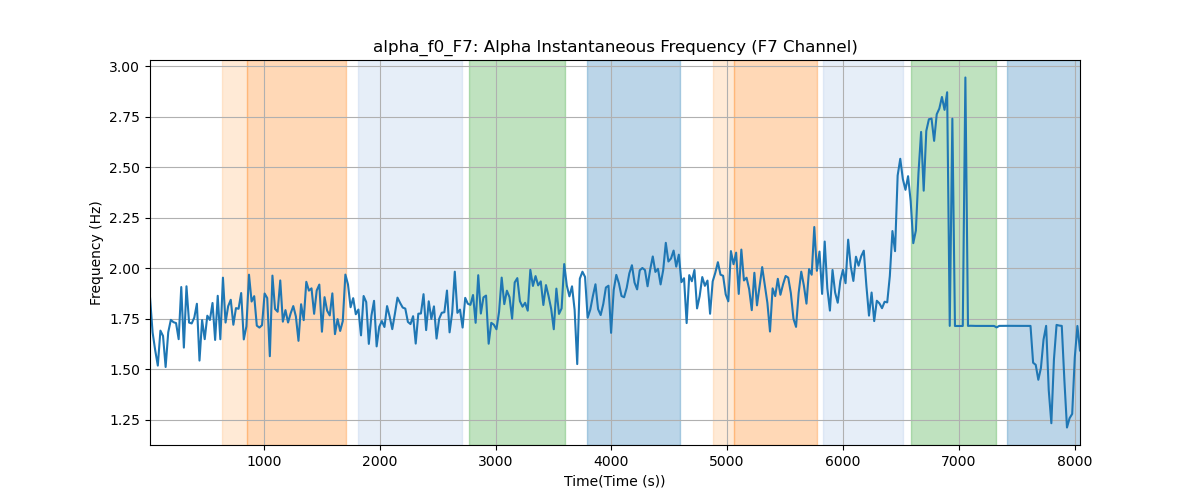 alpha_f0_F7: Alpha Instantaneous Frequency (F7 Channel)
3.00
2.75
2.50
2.25
2.00
1.75
1.50
1.25
Frequency (Hz)
1000 2000 3000 4000 5000 6000 7000 8000
Time(Time (s))